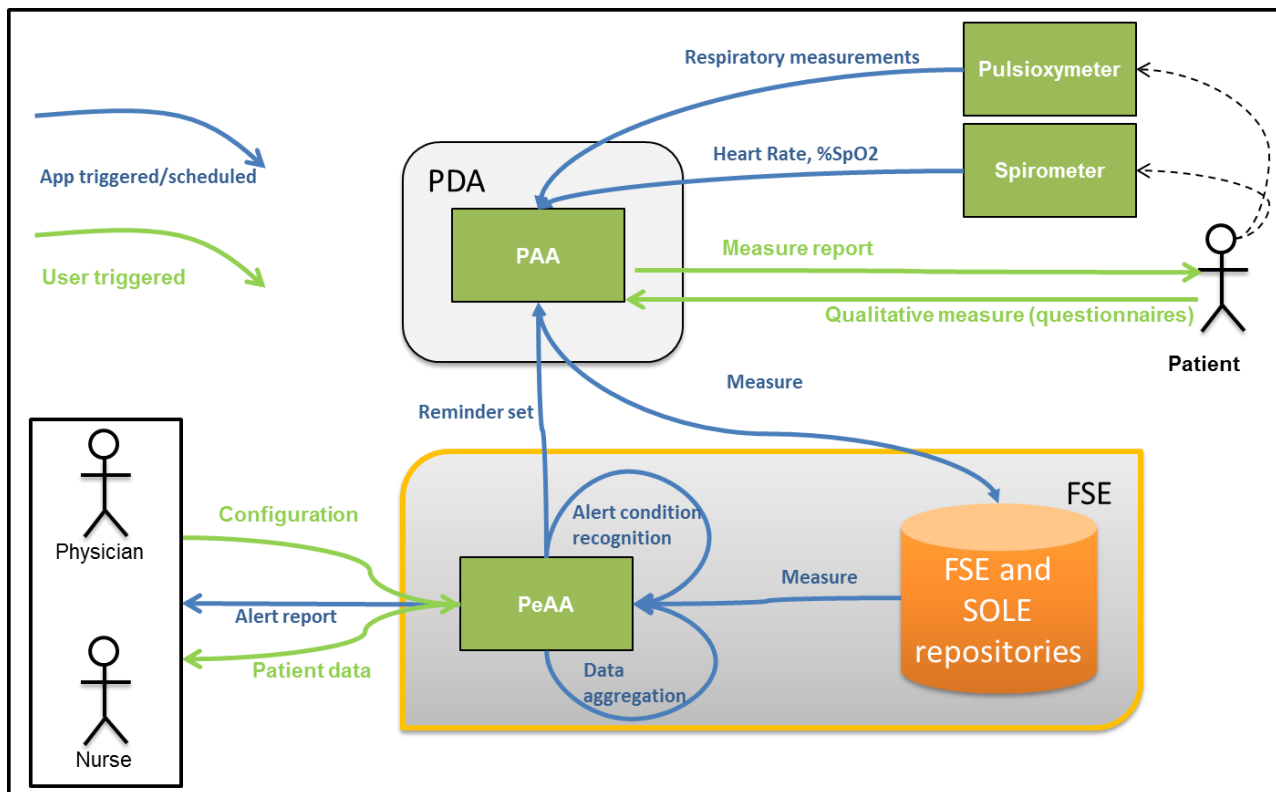 Respiratory measurements
Pulsioxymeter
Heart Rate, %SpO2
Spirometer
App triggered/scheduled
PDA
PAA
Measure report
User triggered
Qualitative measure (questionnaires)
Patient
Measure
Reminder set
FSE
Configuration
Alert condition
recognition
Physician
FSE and
SOLE
repositories
Measure
PeAA
Alert report
Patient data
Data
aggregation
Nurse